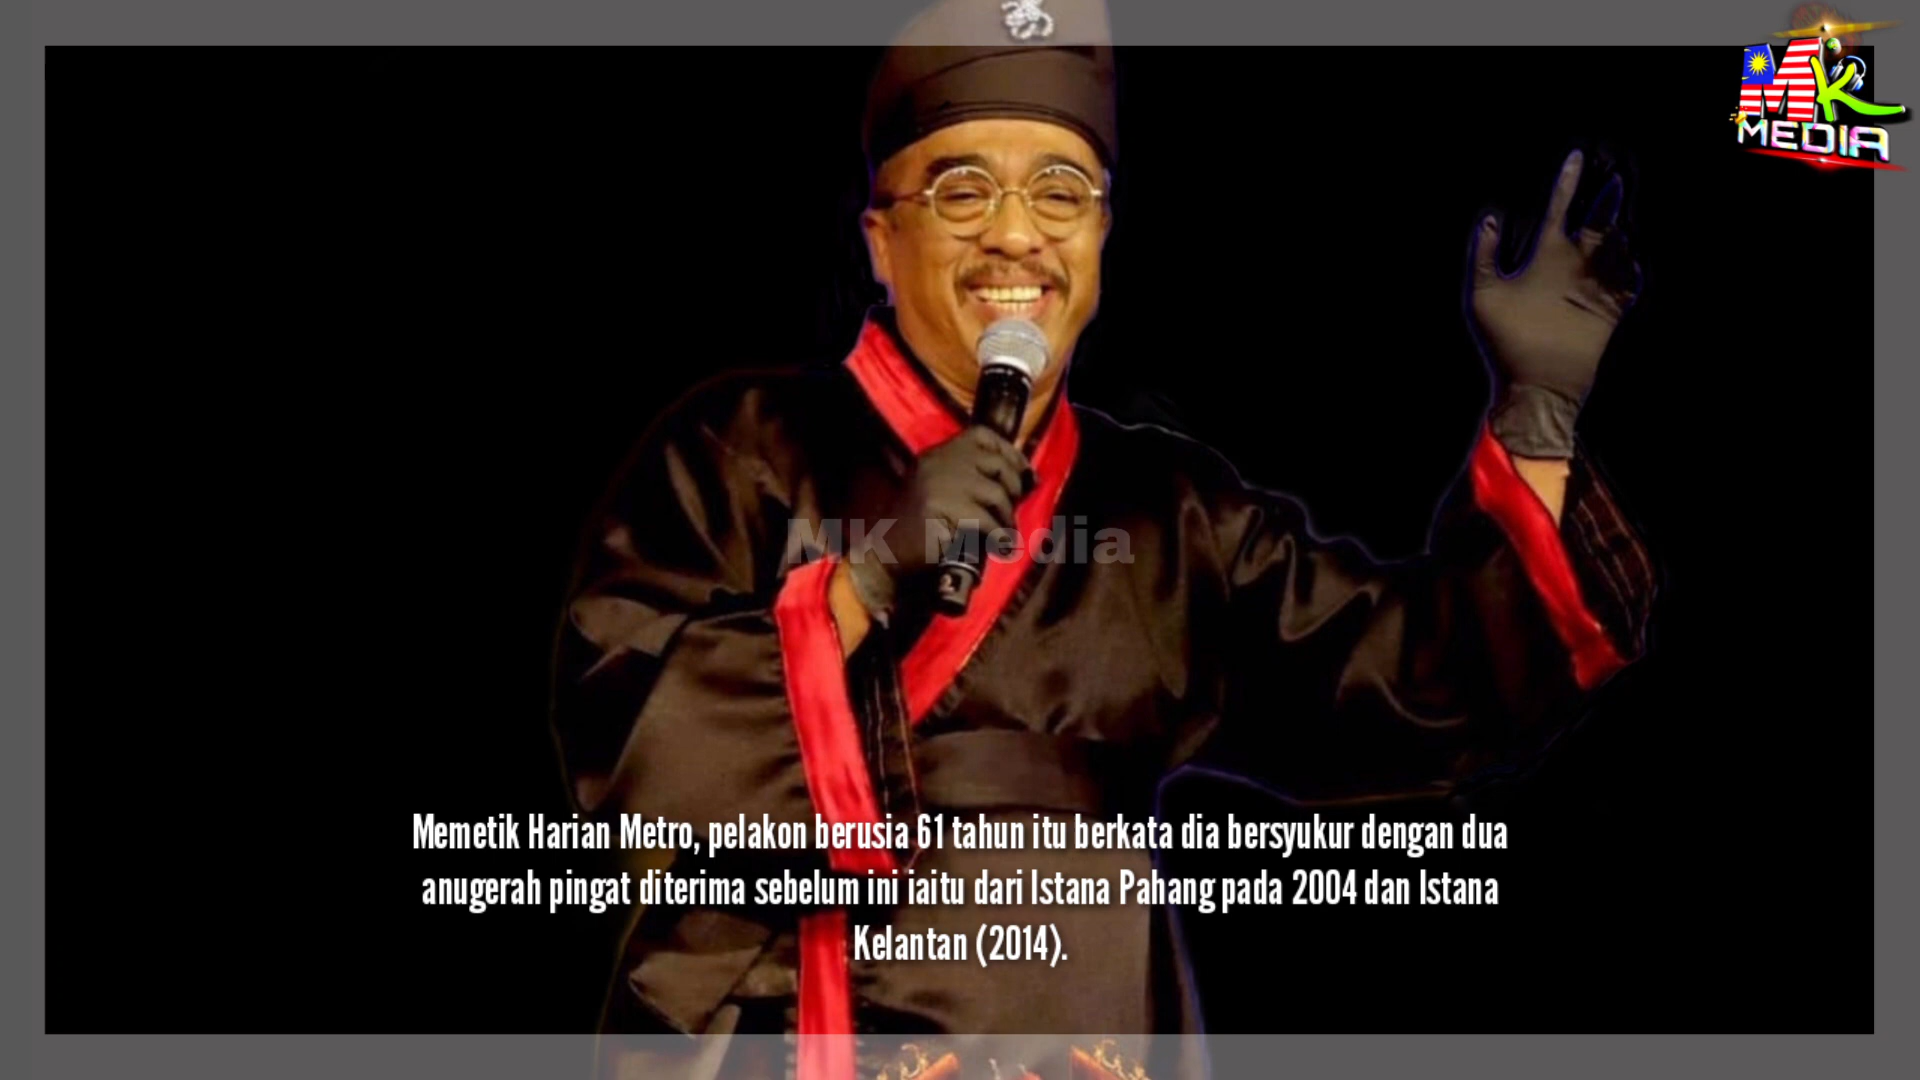 MK
MEDIA
MK Media
Memetik Harian Metro, pelakon berusia 61 tahun itu berkata dia bersyukur dengan dua
anugerah pingat diterima sebelum ini iaitu dari Istana Pahang pada 2004 dan Istana
Kelantan (2014).